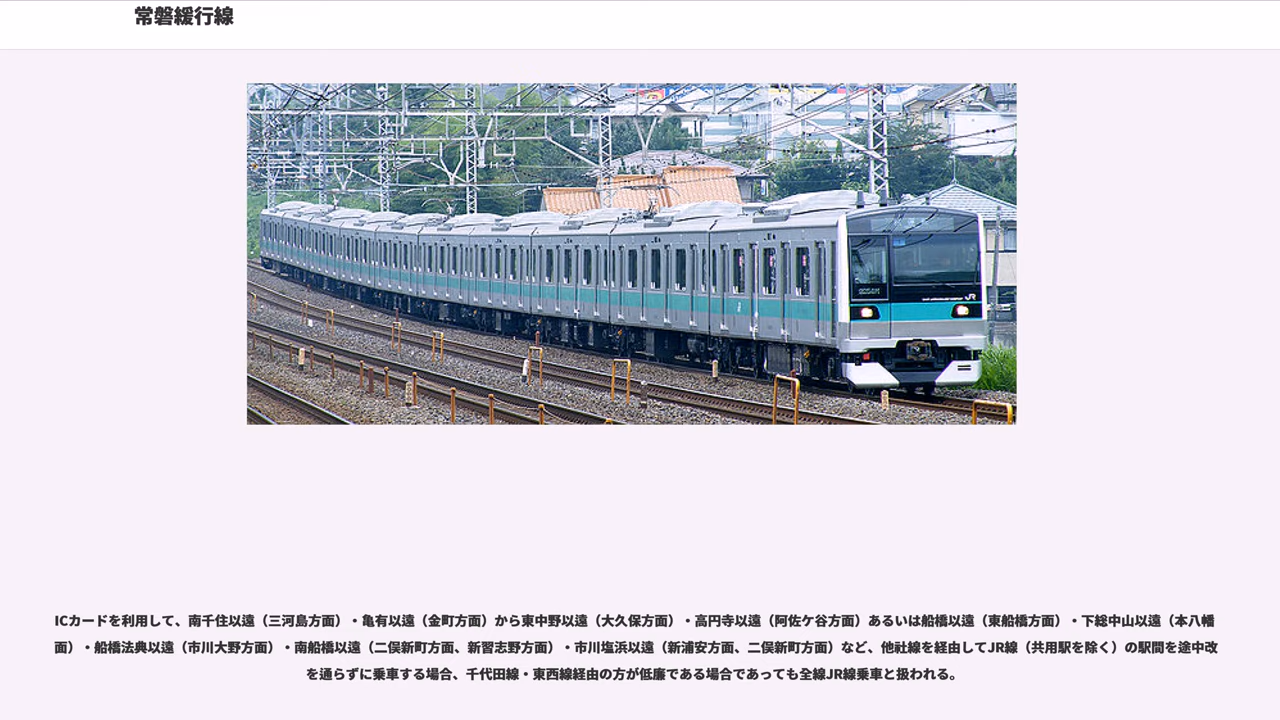 常磐緩行線
JR
ICカードを利用して、南千住以遠（三河島方面）・亀有以遠（金町方面）から東中野以遠（大久保方面）・高円寺以遠（阿佐ケ谷方面）あるいは船橋以遠（東船橋方面）・下総中山以遠（本八幡
面）・船橋法典以遠（市川大野方面）・南船橋以遠（二俣新町方面、新習志野方面）・市川塩浜以遠（新浦安方面、二俣新町方面）など、他社線を経由してJR線（共用駅を除く）の駅間を途中改
を通らずに乗車する場合、千代田線・東西線経由の方が低廉である場合であっても全線JR線乗車と扱われる。